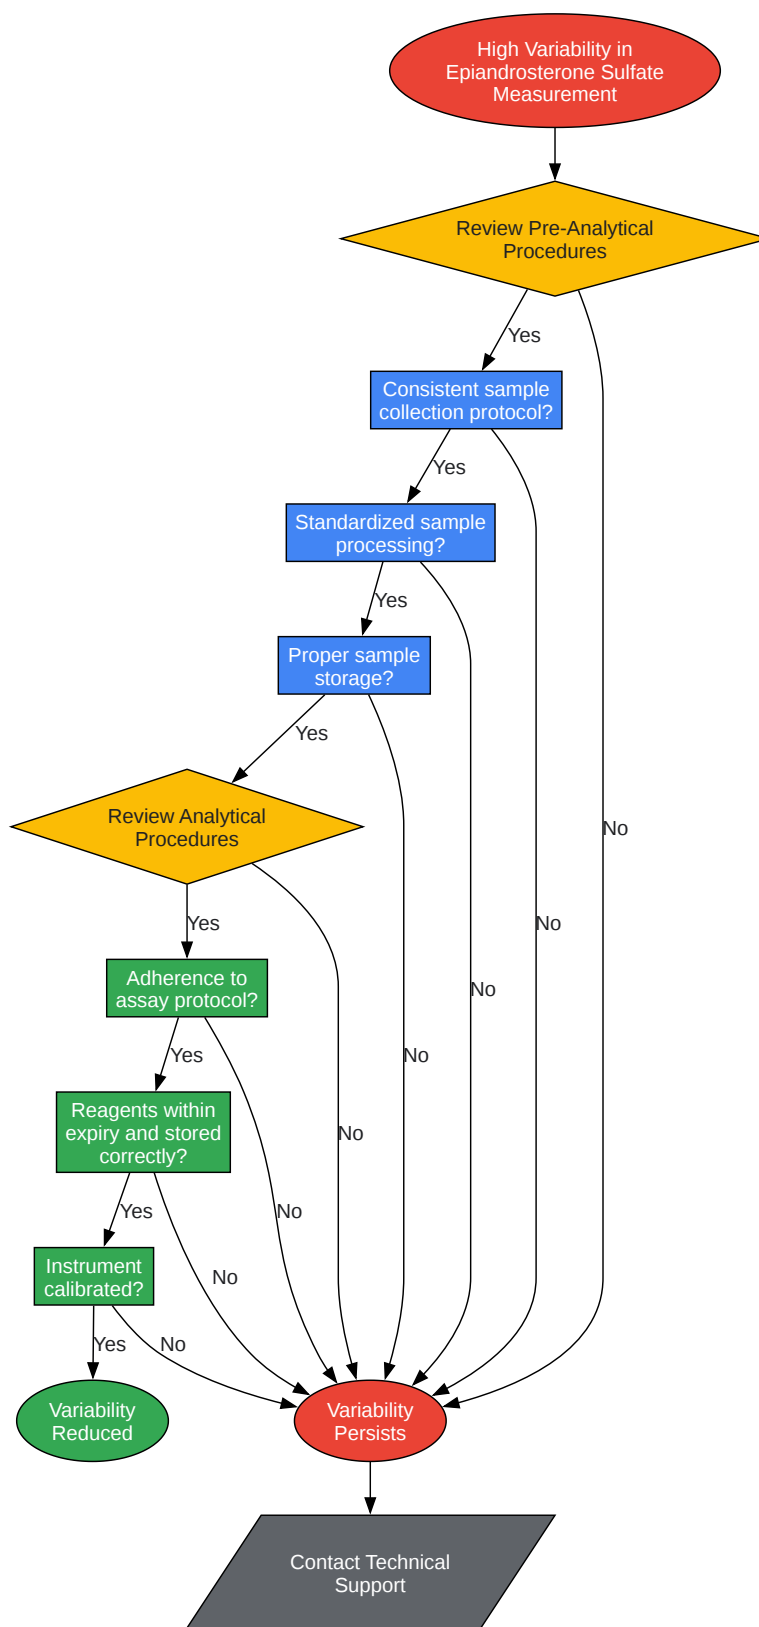 High Variability in
Epiandrosterone Sulfate
Measurement
Review Pre-Analytical
Procedures
Yes
Consistent sample
collection protocol?
Yes
Standardized sample
processing?
Yes
Proper sample
storage?
Yes
Review Analytical
Procedures
No
Yes
No
Adherence to
assay protocol?
No
Yes
No
Reagents within
expiry and stored
correctly?
No
Yes
No
Instrument
calibrated?
No
Yes
No
Variability
Reduced
Variability
Persists
Contact Technical
Support